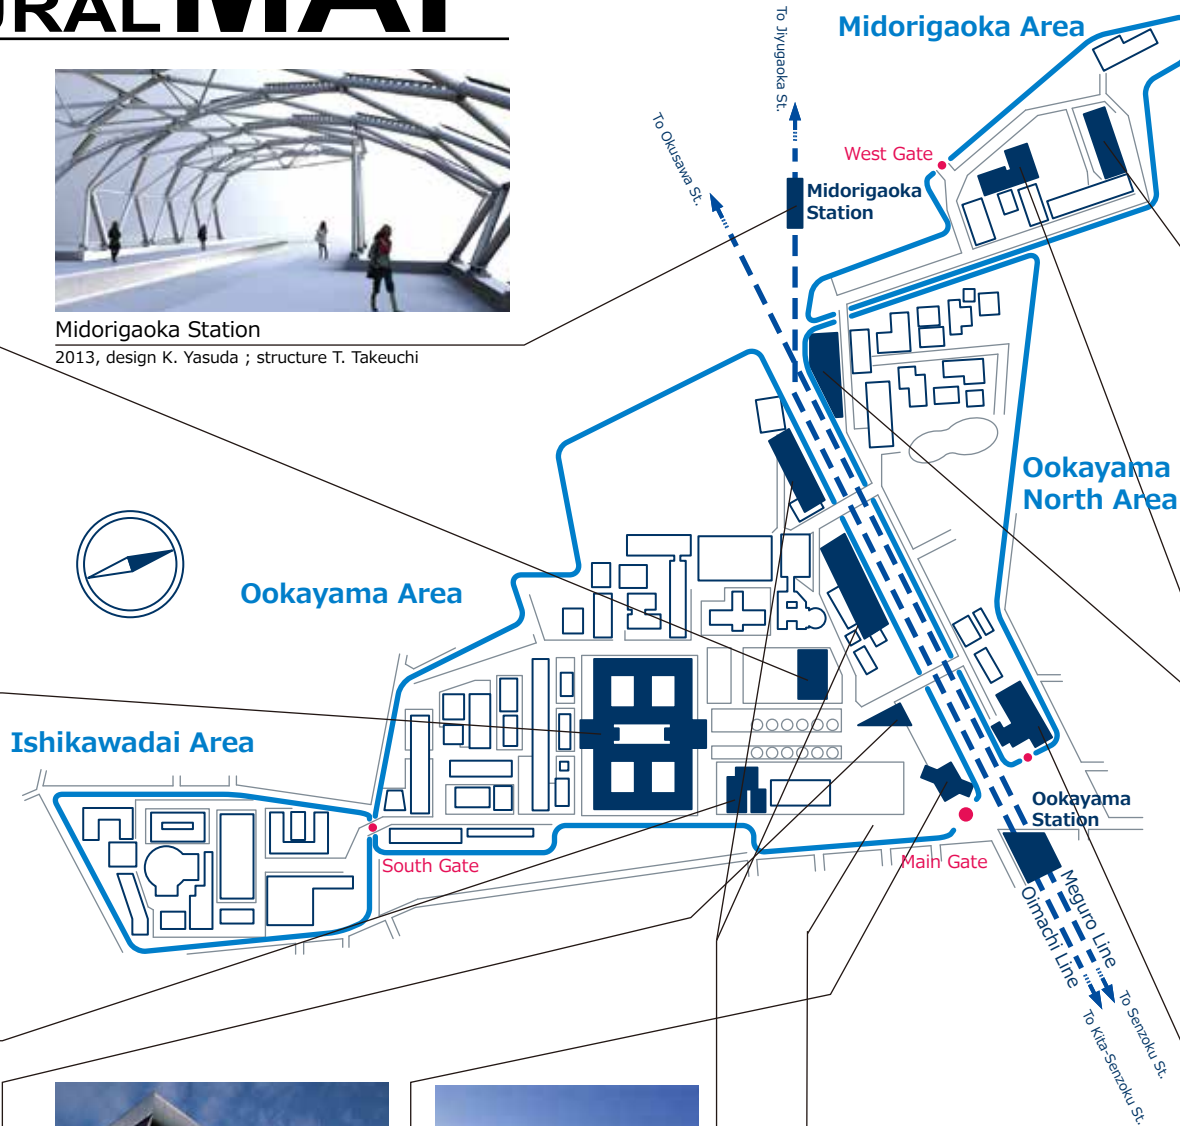 MAP
Midorigaoka Station
2013, design K. Yasuda ; structure T. Takeuchi
To Jiyugaoka St.
Midorigaoka Area
To Okusawa St.
West Gate
Midorigaoka
Station
Ookayama
North Area
Ookayama Area
Ishikawadai Area
Ookayama
Station
South Gate
Main Gate
Meguro Line
Oimachi Line
To Senzoku St.
To Kita-Senzoku St.